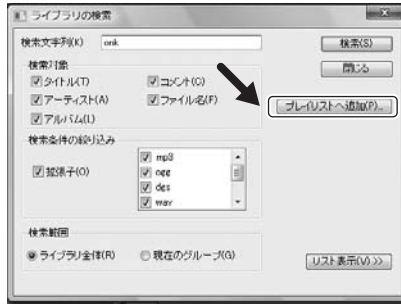 ライブラリの検索
検索文字列(K) onk 検索(S)
検索対象 閉じる
タイトル(T) コメント(C)
アーティスト(A) ファイル名(F) プレイリストへ追加(P)...
アルバム(L)
検索条件の絞り込み
拡張子(O) mp3
ogg
des
wav
検索範囲
ライブラリ全体(R) 現在のグループ(G) リスト表示(V) >>